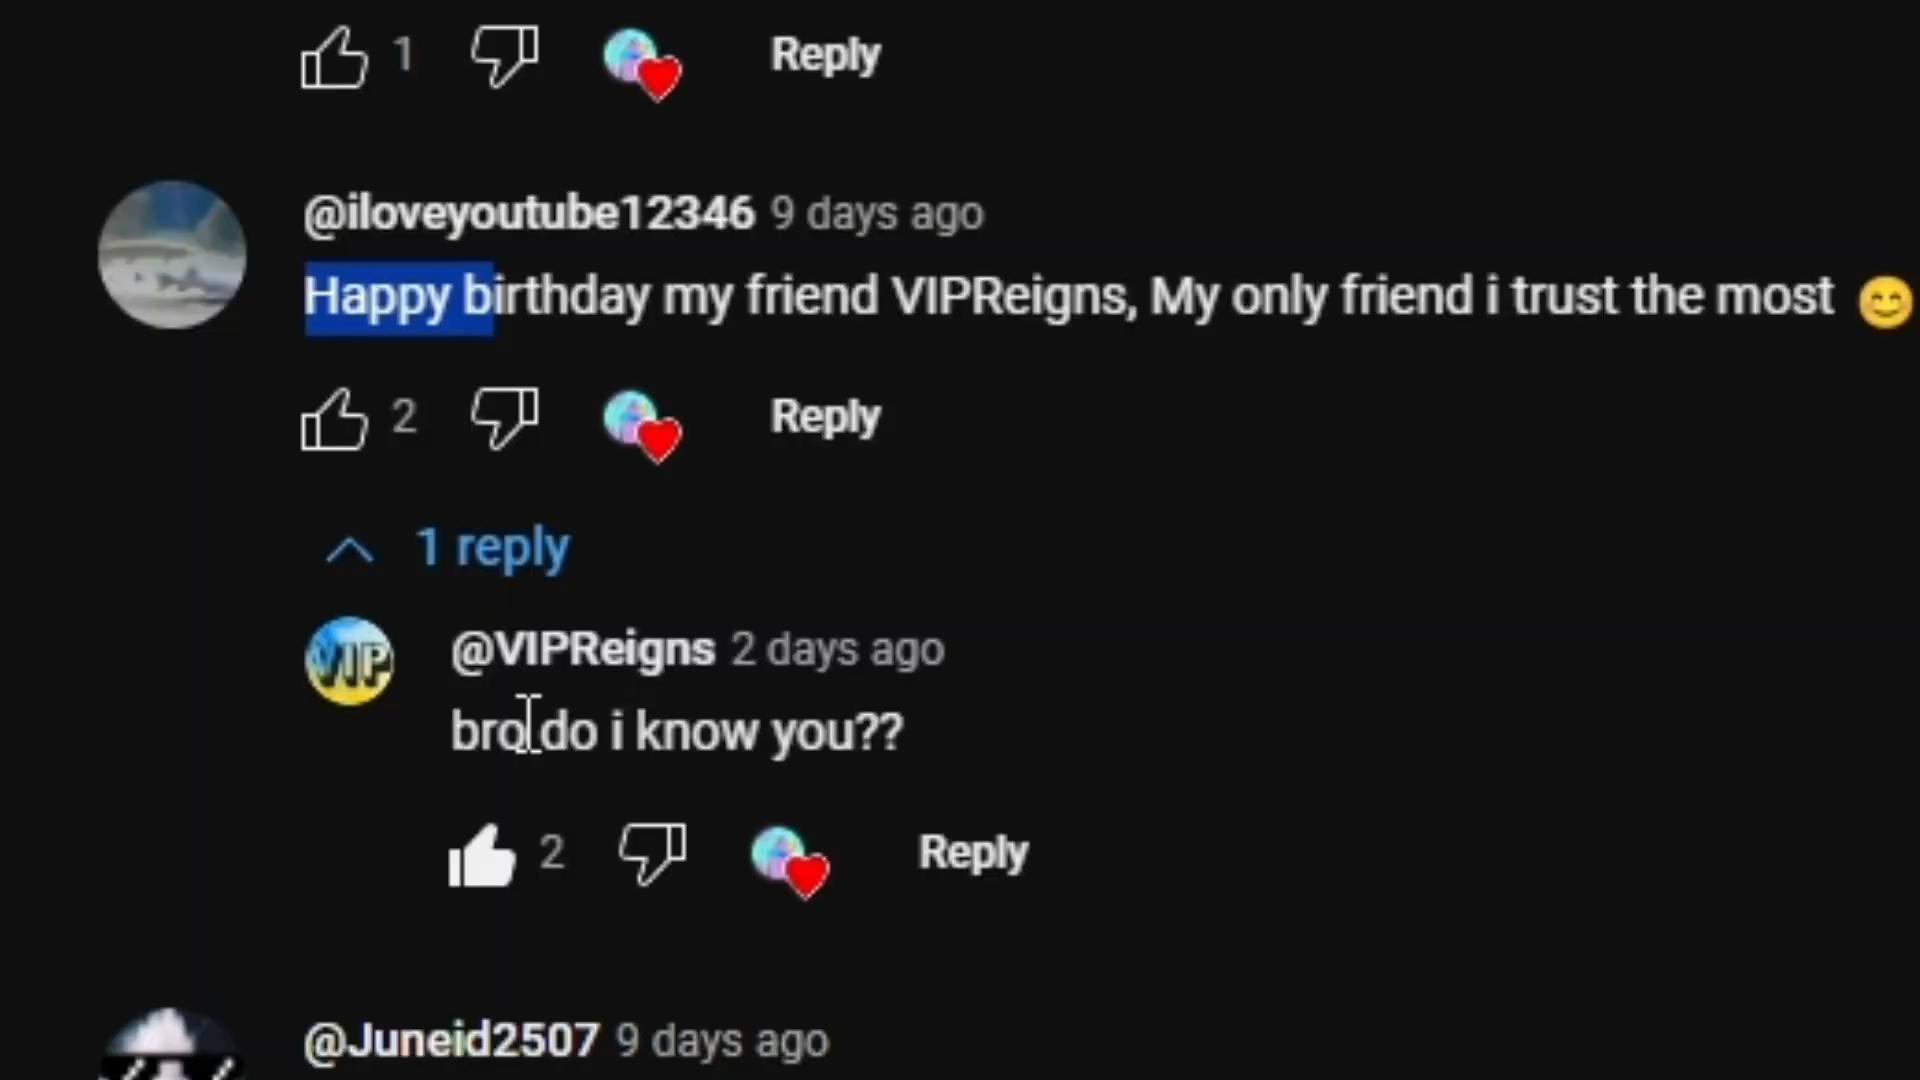 1 Reply
@iloveyoutube12346 9 days ago
Happy birthday my friend VIPReigns, My only friend i trust the most 😊
2 Reply
1 reply
VIP
@VIPReigns 2 days ago
bro do i know you??
2 Reply
@Juneid2507 9 days ago